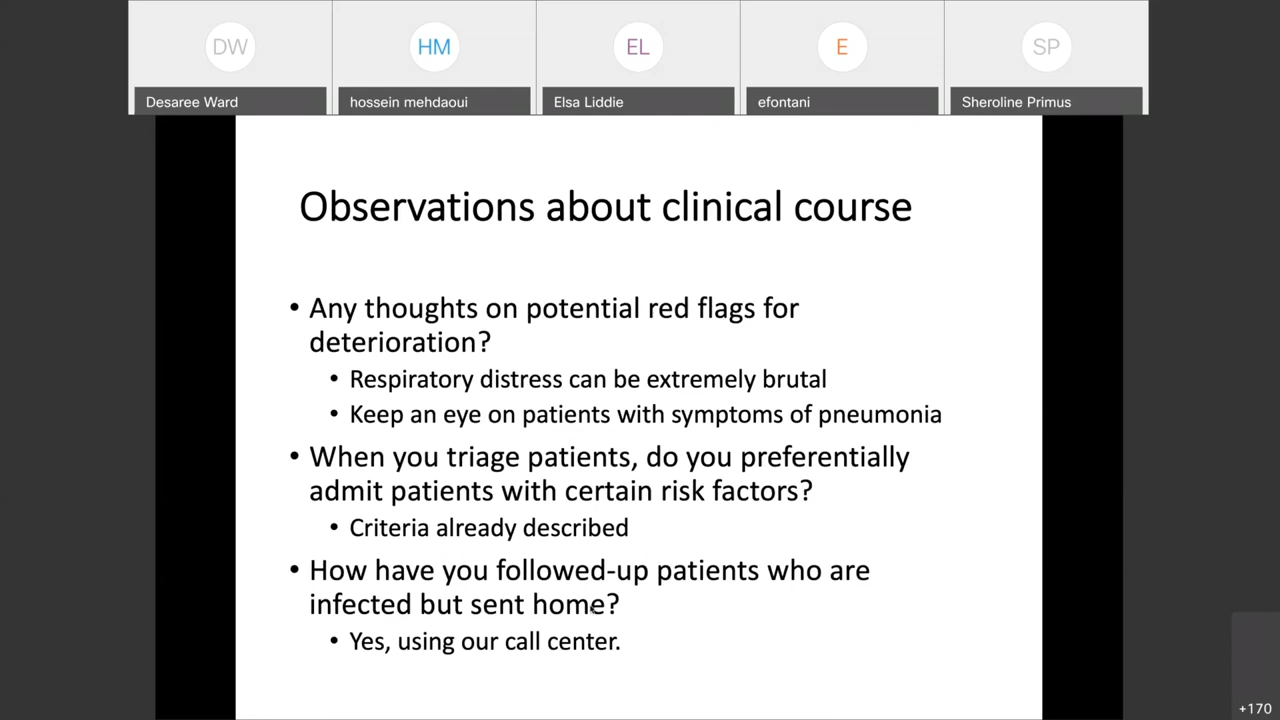 DW
HM
EL
E
SP
Desaree Ward
hossein mehdaoui
Elsa Liddie
efontani
Sheroline Primus
Observations about clinical course
• Any thoughts on potential red flags for
deterioration?
• Respiratory distress can be extremely brutal
• Keep an eye on patients with symptoms of pneumonia
• When you triage patients, do you preferentially
admit patients with certain risk factors?
• Criteria already described
• How have you followed-up patients who are
infected but sent home?
• Yes, using our call center.
+170